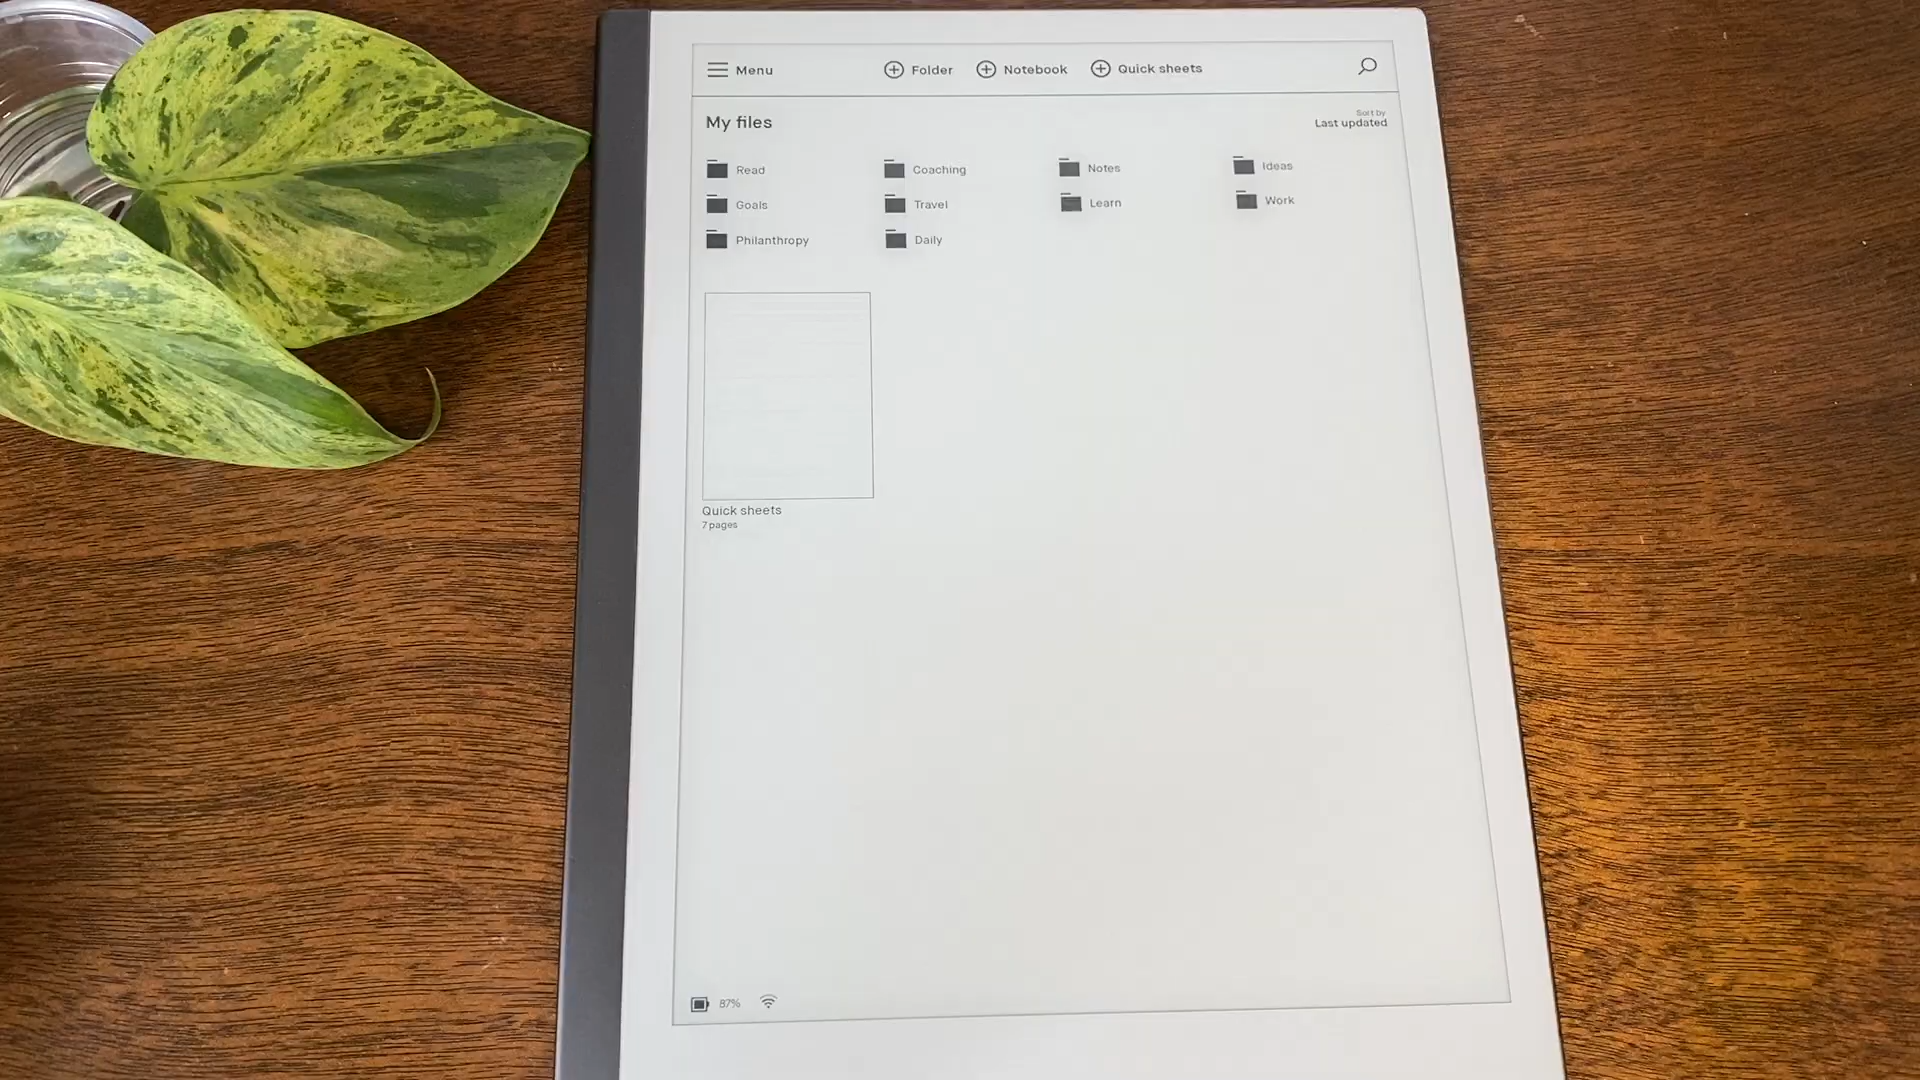 Menu Folder Notebook Quick sheets
My files
Sort by
Last updated
Read Coaching Notes Ideas
Goals Travel Learn Work
Philanthropy Daily
Quick sheets
7 pages
87%